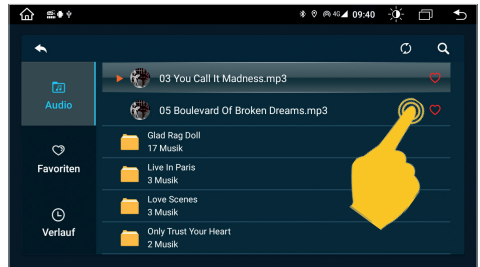 4G 09:40
03 You Call It Madness.mp3
Audio
05 Boulevard Of Broken Dreams.mp3
Glad Rag Doll
17 Musik
Favoriten
Live In Paris
3 Musik
Love Scenes
3 Musik
Verlauf
Only Trust Your Heart
2 Musik